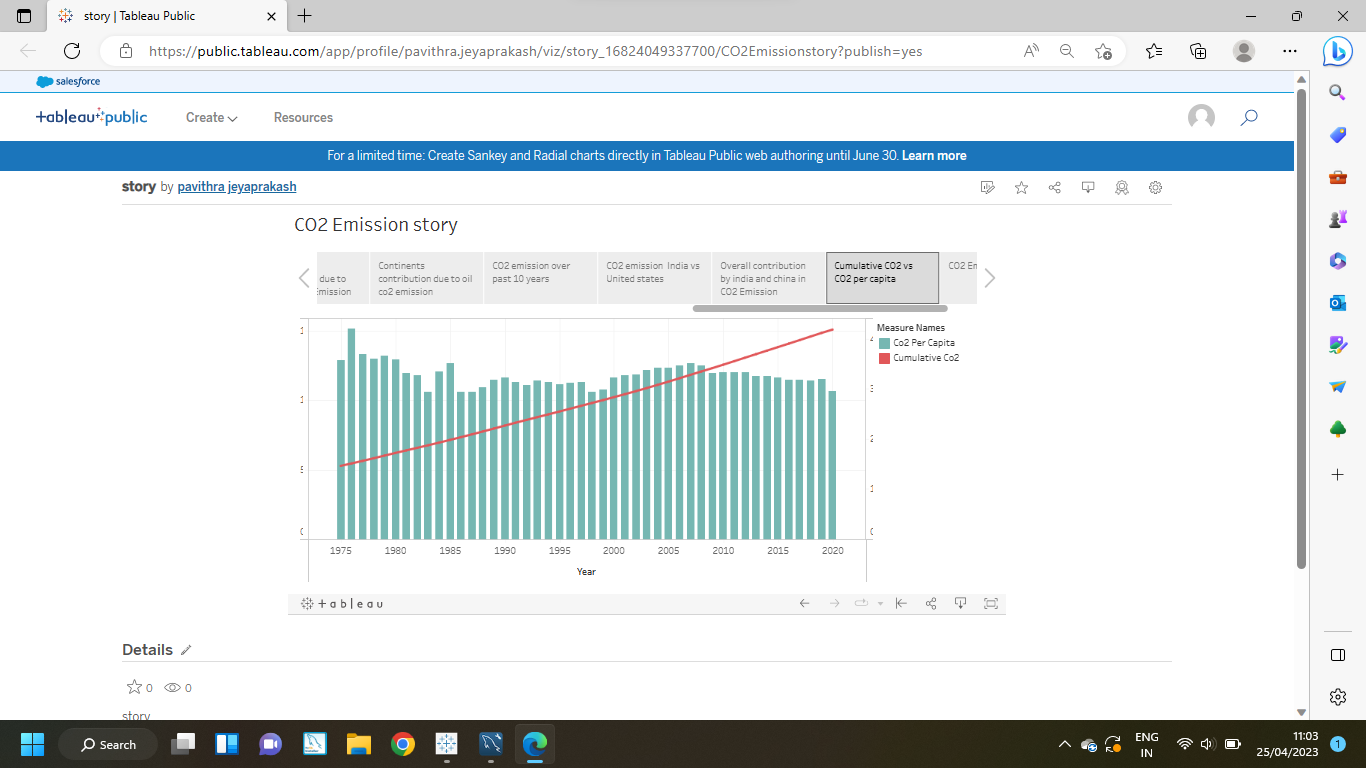 story | Tableau Public
https://public.tableau.com/app/profile/pavithra.jeyaprakash/viz/story_16824049337700/CO2Emissionstory?publish=yes
salesforce
+ableau public
Create
Resources
For a limited time: Create Sankey and Radial charts directly in Tableau Public web authoring until June 30. Learn more
story by pavithra jeyaprakash
CO2 Emission story
due to
Continents
contribution due to oil
co2 emission
CO2 emission over
past 10 years
CO2 emission India vs
United states
Overall contribution
by india and china in
CO2 Emission
Cumulative CO2 vs
CO2 per capita
CO2 En
Measure Names
Co2 Per Capita
Cumulative Co2
1
1
5
0
4
3
2
1
0
1975 1980 1985 1990 1995 2000 2005 2010 2015 2020
Year
+ableau
Details
0 0
story
Search
ENG
IN
11:03
25/04/2023
1